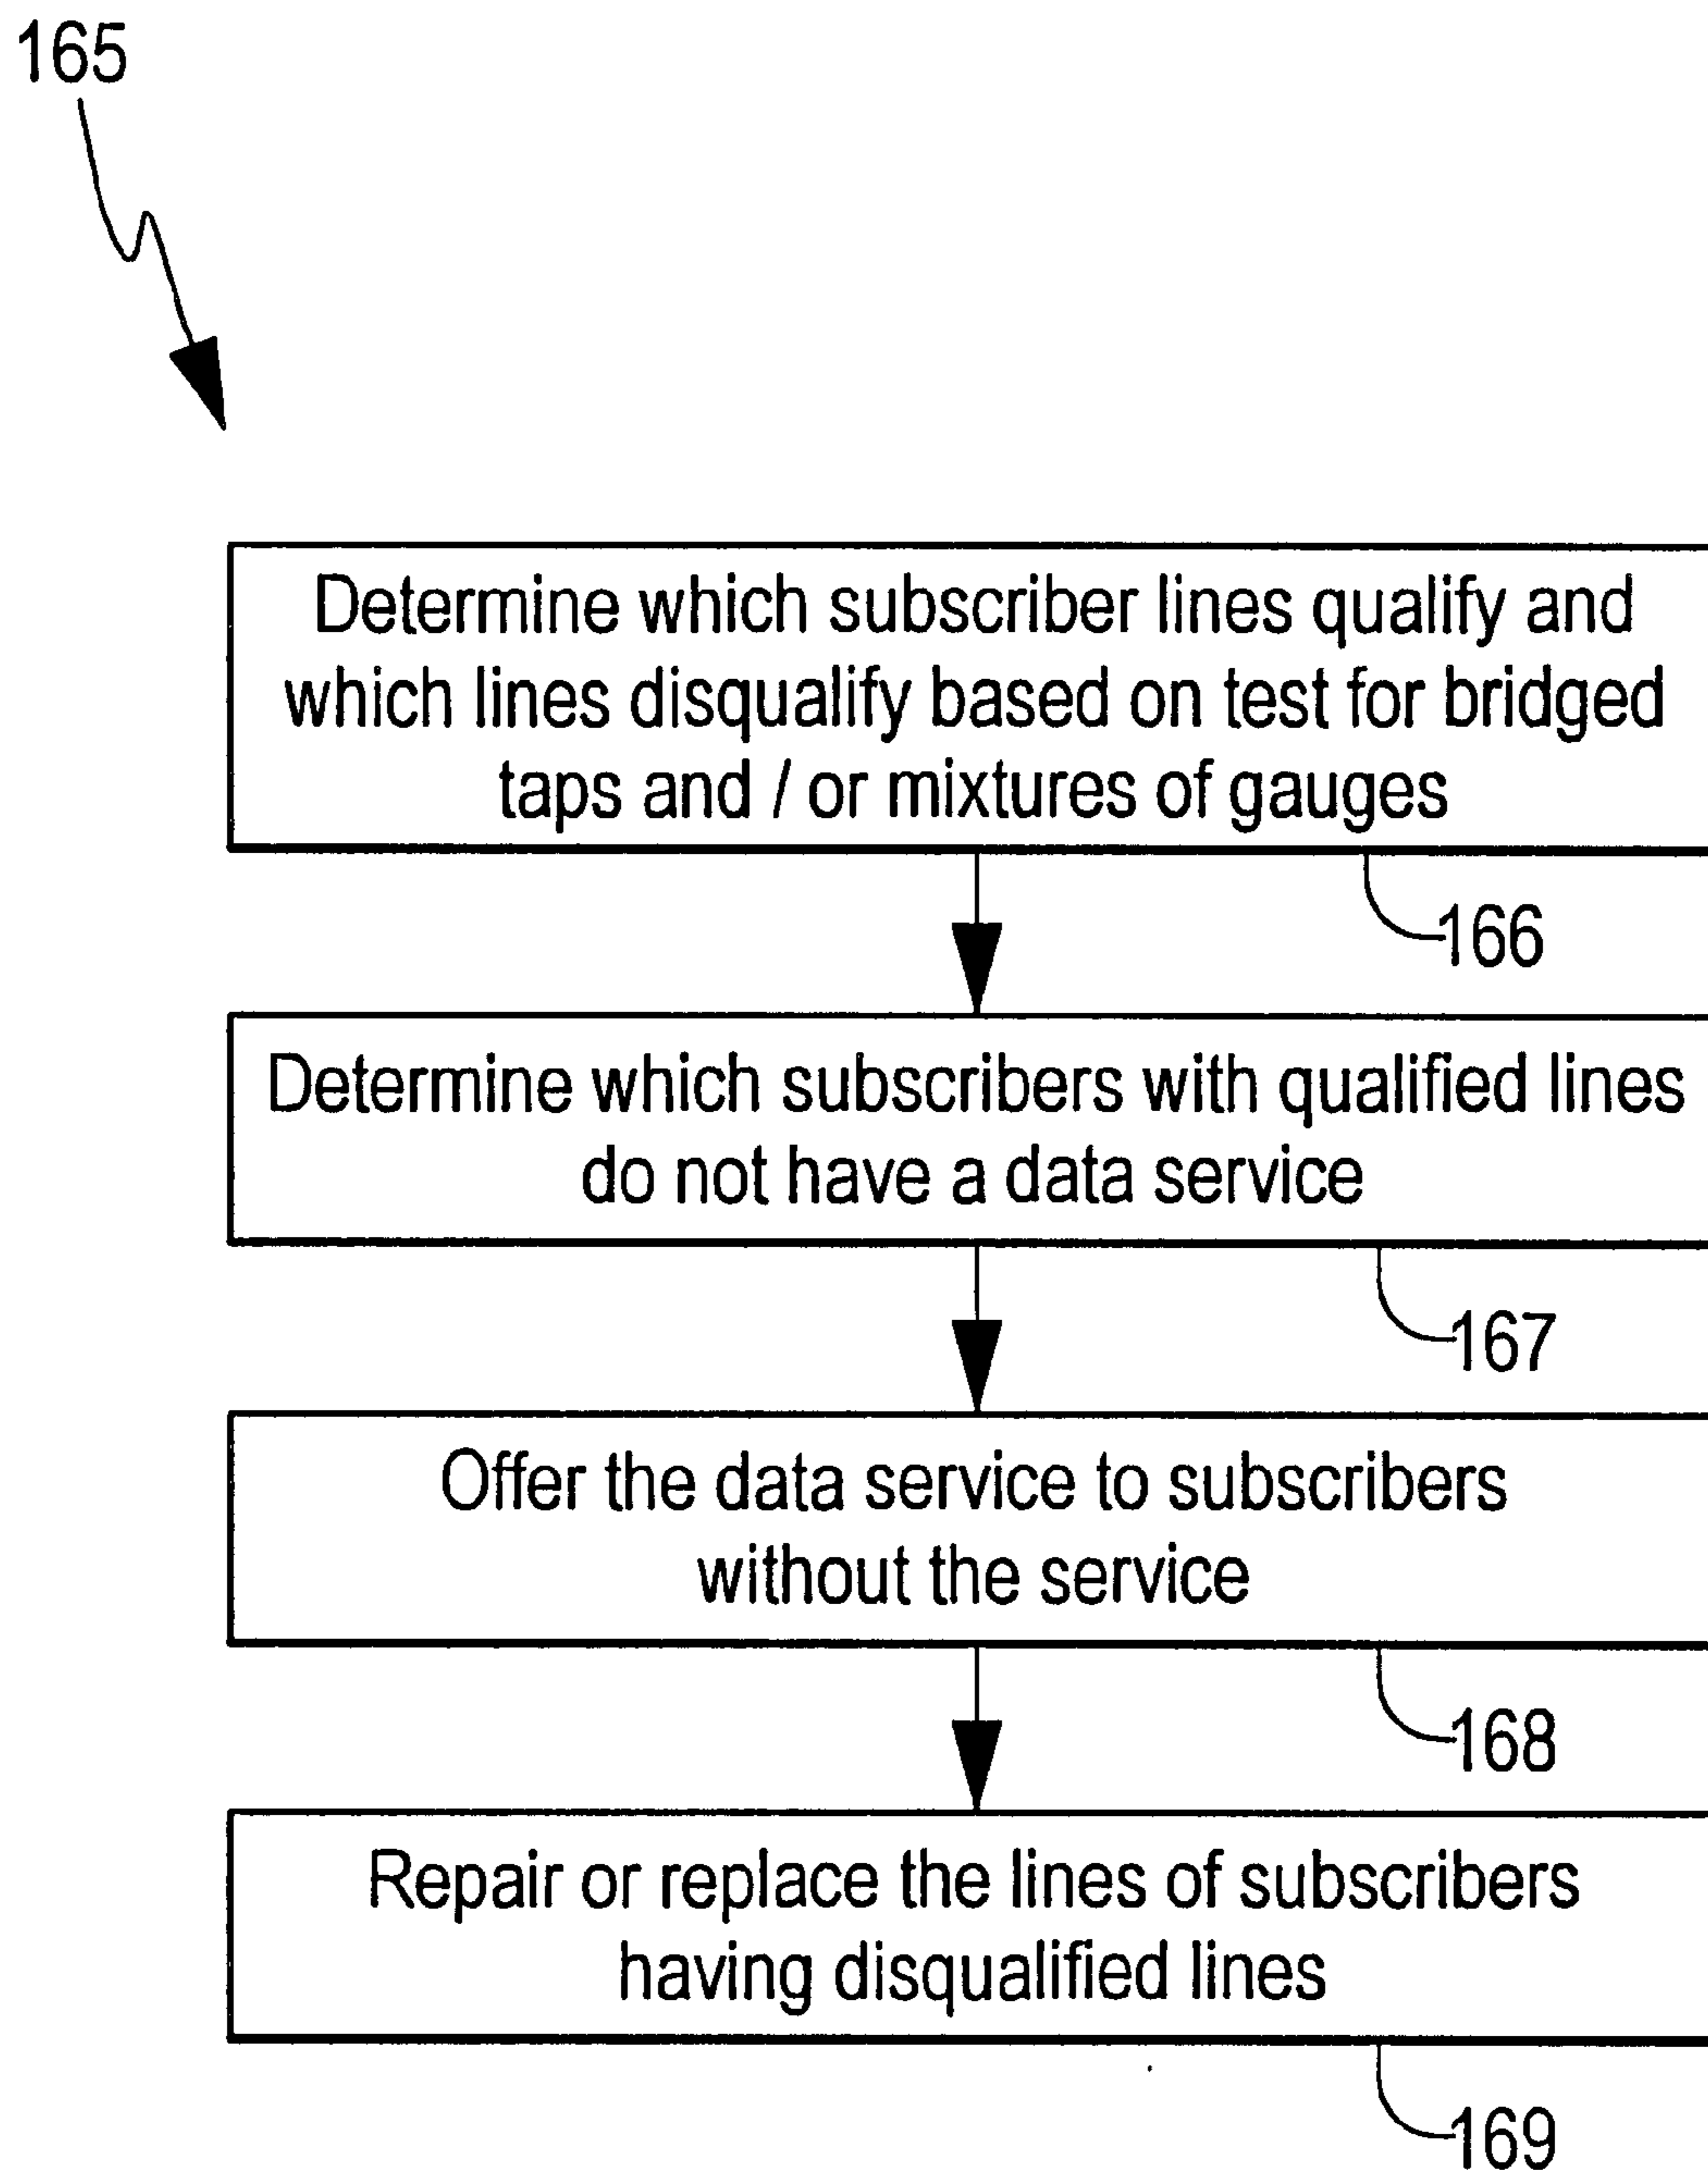 165
Determine which subscriber lines qualify and
which lines disqualify based on test for bridged
taps and / or mixtures of gauges
166
Determine which subscribers with qualified lines
do not have a data service
167
Offer the data service to subscribers
without the service
168
Repair or replace the lines of subscribers
having disqualified lines
169